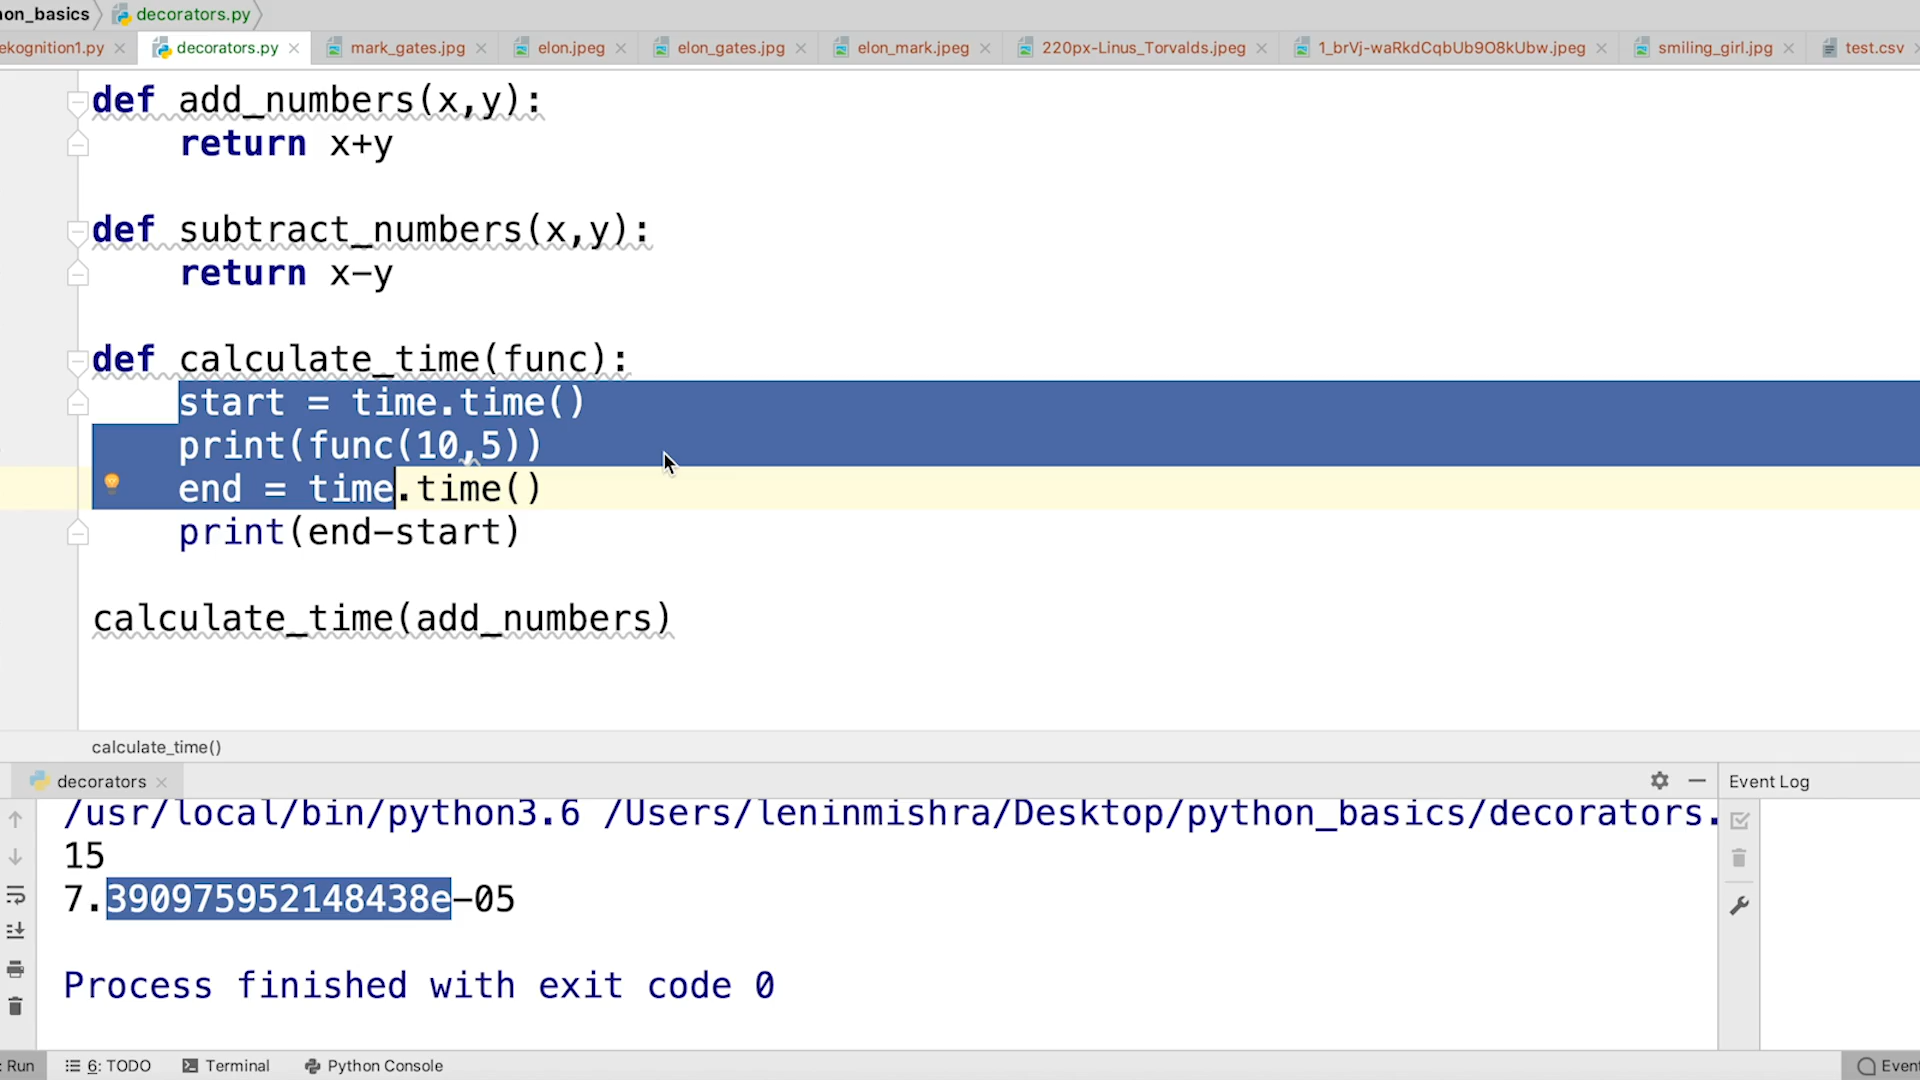 on_basics decorators.py
ekognition1.py decorators.py mark_gates.jpg elon.jpeg elon_gates.jpg elon_mark.jpeg 220px-Linus_Torvalds.jpeg 1_brVj-waRkdCqbUb9O8kUbw.jpeg smiling_girl.jpg test.csv
def add_numbers(x,y):
return x+y
def subtract_numbers(x,y):
return x-y
def calculate_time(func):
start = time.time()
print(func(10,5))
end = time.time()
print(end-start)
calculate_time(add_numbers)
calculate_time()
decorators Event Log
/usr/local/bin/python3.6 /Users/leninmishra/Desktop/python_basics/decorators.
15
7.390975952148438e-05
Process finished with exit code 0
: Run 6: TODO Terminal Python Console Event